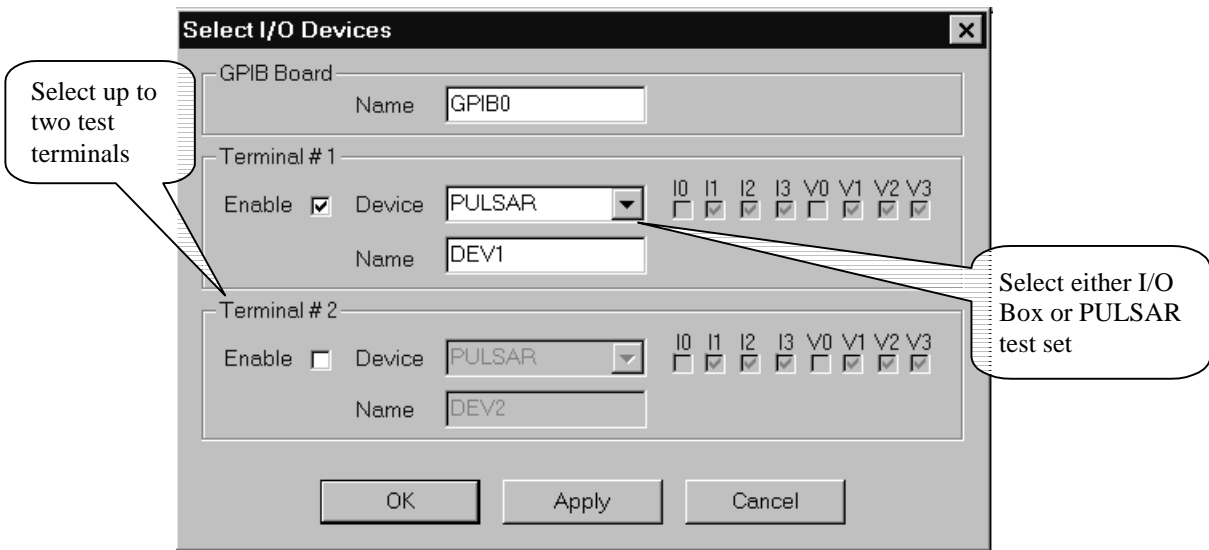 Select I/O Devices
GPIB Board
Name GPIB0
Select up to
two test
terminals
Terminal # 1
Enable Device PULSAR I0 I1 I2 I3 V0 V1 V2 V3
Name DEV1
Select either I/O
Box or PULSAR
test set
Terminal # 2
Enable Device PULSAR I0 I1 I2 I3 V0 V1 V2 V3
Name DEV2
OK Apply Cancel